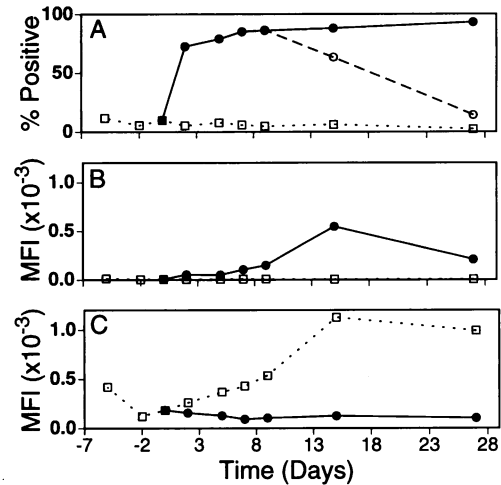 A
% Positive
100
50
0
B
MFI (x10⁻³)
1.0
0.5
0.0
C
MFI (x10⁻³)
1.0
0.5
0.0
-7 -2 3 8 13 18 23 28
Time (Days)